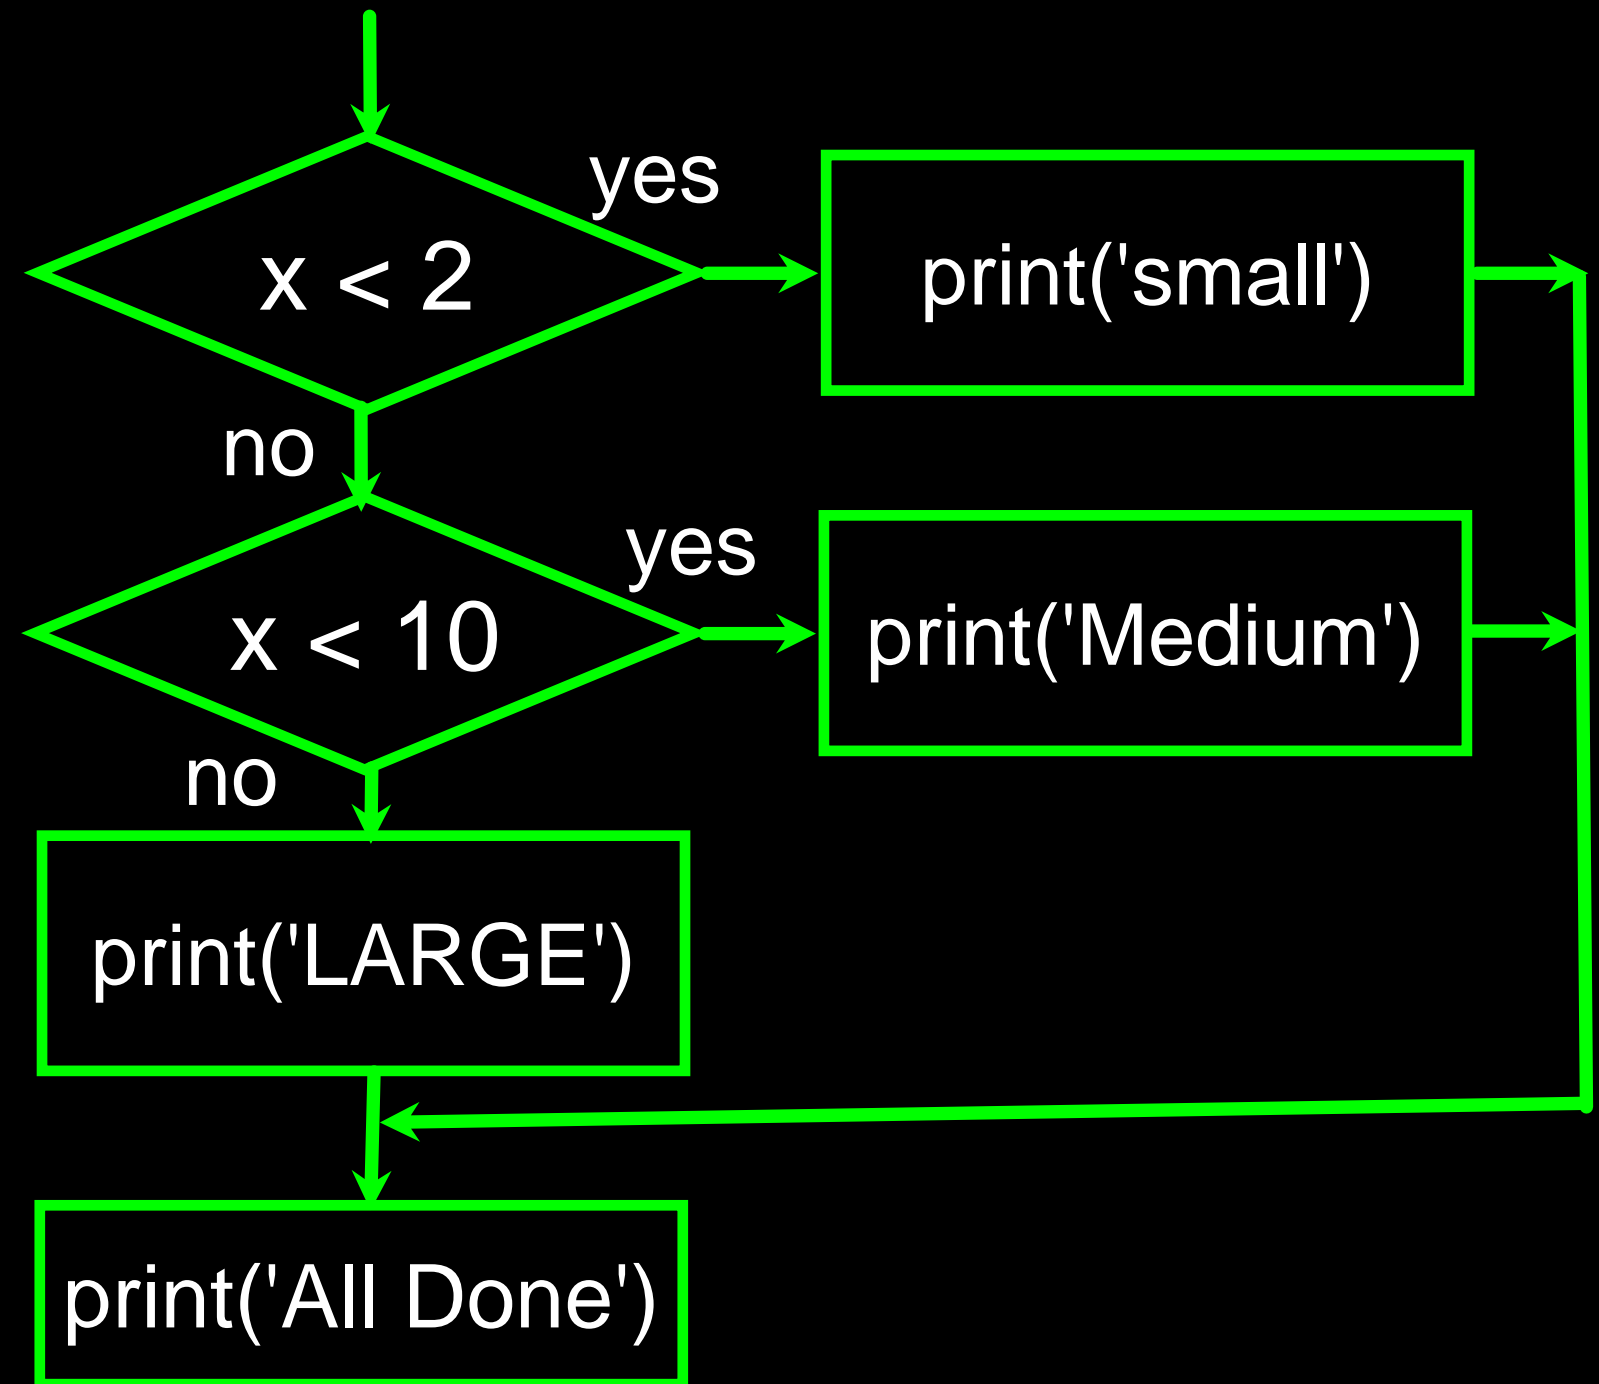 yes
x < 2
print('small')
no
yes
x < 10
print('Medium')
no
print('LARGE')
print('All Done')